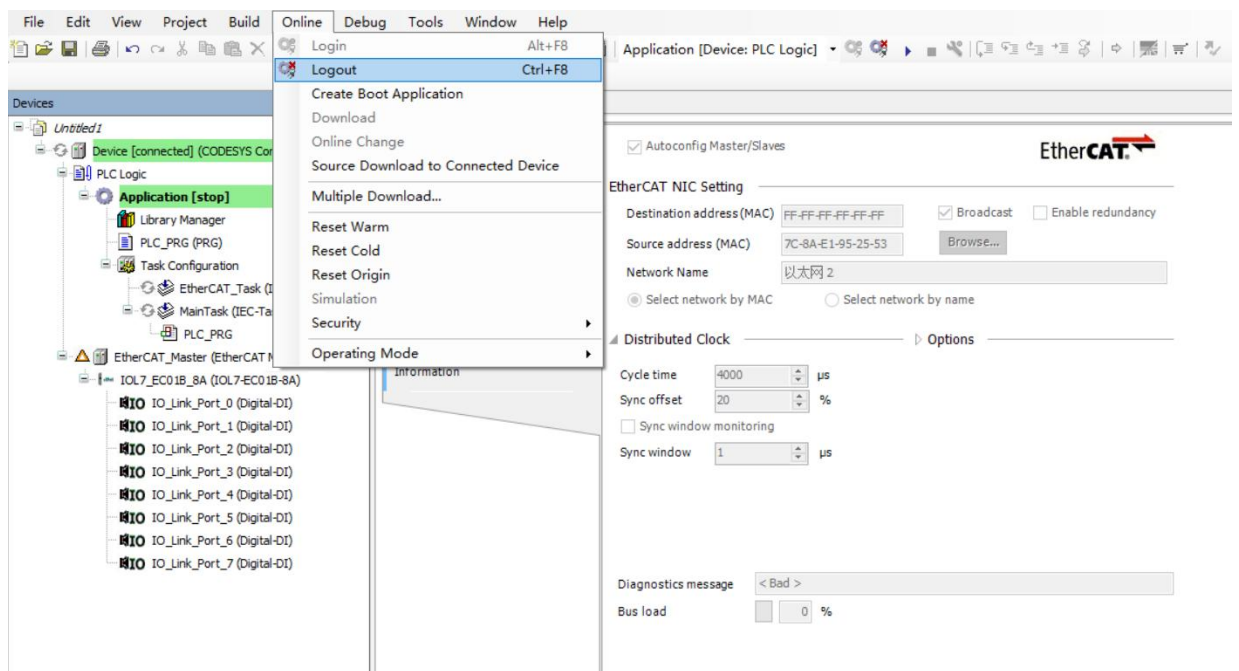 File Edit View Project Build Online Debug Tools Window Help
Application [Device: PLC Logic]
Login Alt+F8
Logout Ctrl+F8
Create Boot Application
Download
Online Change
Source Download to Connected Device
Multiple Download...
Reset Warm
Reset Cold
Reset Origin
Simulation
Security
Operating Mode
Devices
Untitled1
Device [connected] (CODESYS Cor
PLC Logic
Application [stop]
Library Manager
PLC_PRG (PRG)
Task Configuration
EtherCAT_Task (I
MainTask (IEC-Ta
PLC_PRG
EtherCAT_Master (EtherCAT M
IOL7_EC01B_8A (IOL7-EC01B-8A)
IO_Link_Port_0 (Digital-DI)
IO_Link_Port_1 (Digital-DI)
IO_Link_Port_2 (Digital-DI)
IO_Link_Port_3 (Digital-DI)
IO_Link_Port_4 (Digital-DI)
IO_Link_Port_5 (Digital-DI)
IO_Link_Port_6 (Digital-DI)
IO_Link_Port_7 (Digital-DI)
Information
Autoconfig Master/Slaves
EtherCAT
EtherCAT NIC Setting
Destination address (MAC) FF-FF-FF-FF-FF-FF Broadcast Enable redundancy
Source address (MAC) 7C-8A-E1-95-25-53 Browse...
Network Name 以太网 2
Select network by MAC Select network by name
Distributed Clock Options
Cycle time 4000 µs
Sync offset 20 %
Sync window monitoring
Sync window 1 µs
Diagnostics message < Bad >
Bus load 0 %